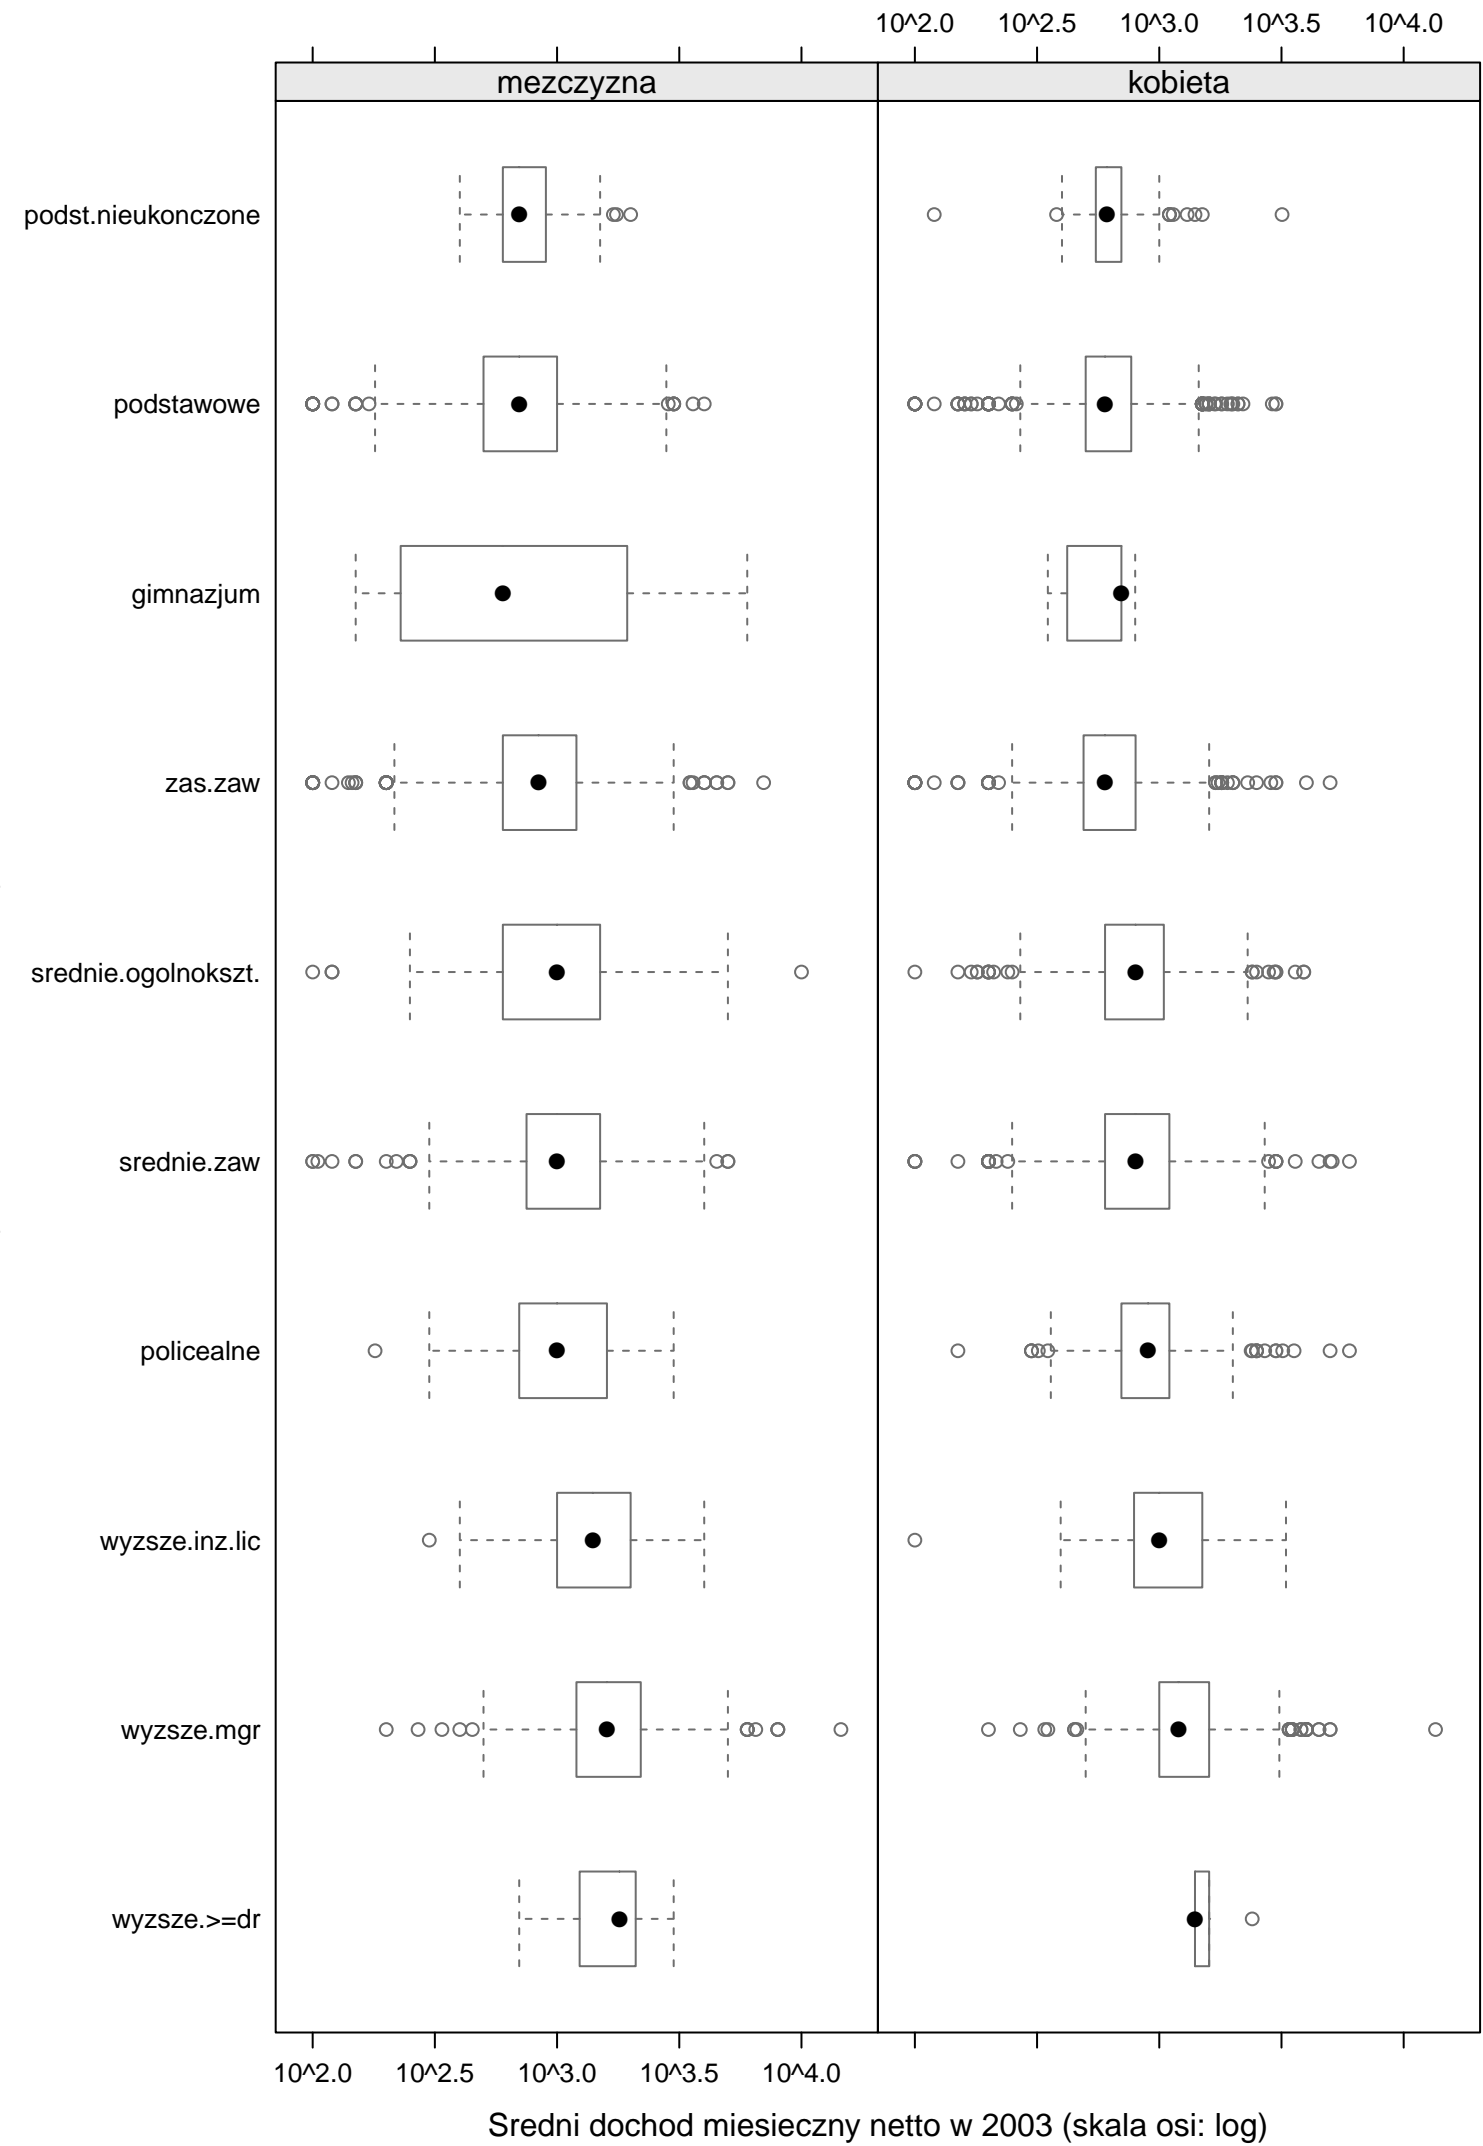 10^2.0 10^2.5 10^3.0 10^3.5 10^4.0
mezczyzna kobieta
podst.nieukonczone
podstawowe
gimnazjum
zas.zaw
srednie.ogolnokszt.
srednie.zaw
policealne
wyzsze.inz.lic
wyzsze.mgr
wyzsze.>=dr
10^2.0 10^2.5 10^3.0 10^3.5 10^4.0
Sredni dochod miesieczny netto w 2003 (skala osi: log)